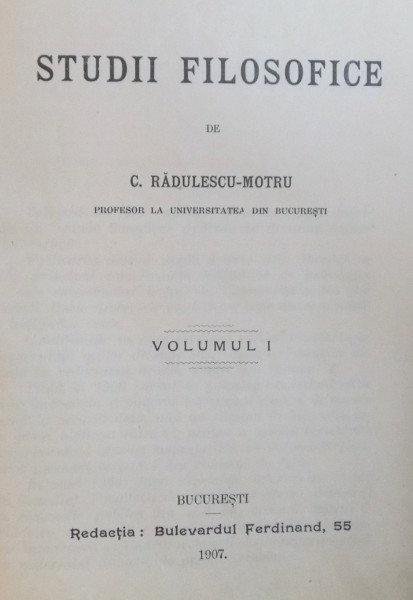 STUDII FILOSOFICE
DE
C. RĂDULESCU-MOTRU
PROFESOR LA UNIVERSITATEA DIN BUCUREȘTI
VOLUMUL I
BUCUREȘTI
Redacția: Bulevardul Ferdinand, 55
1907.